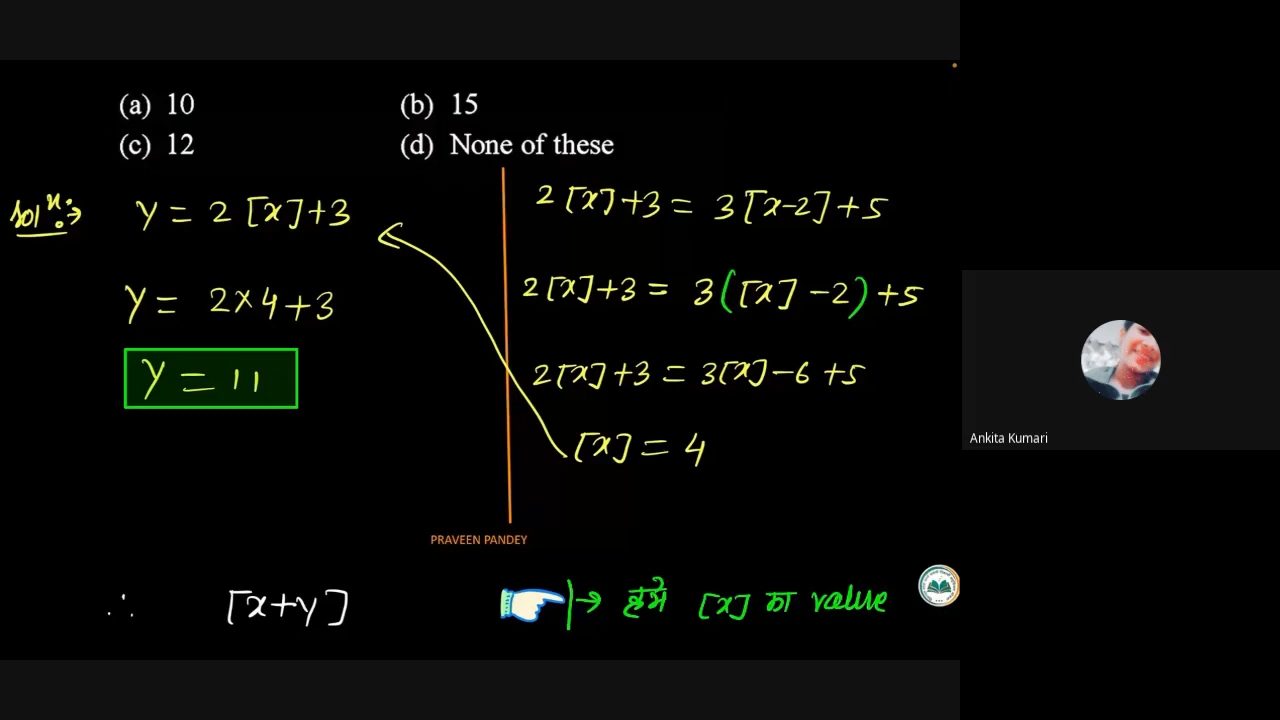 (a) 10 (b) 15
(c) 12 (d) None of these
Solⁿ:→
y = 2[x]+3
y = 2×4+3
y = 11
2[x]+3 = 3[x-2]+5
2[x]+3 = 3([x]-2)+5
2[x]+3 = 3[x]-6+5
[x] = 4
PRAVEEN PANDEY
∴ [x+y]
→ हमे [x] का value
Ankita Kumari